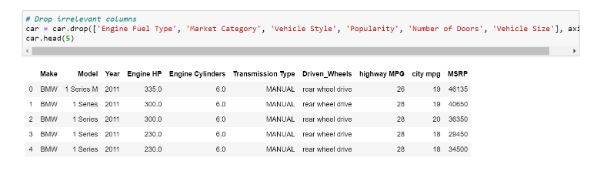 # Drop irrelevant columns
car = car.drop(['Engine Fuel Type', 'Market Category', 'Vehicle Style', 'Popularity', 'Number of Doors', 'Vehicle Size'], axi
car.head(5)
Make Model Year Engine HP Engine Cylinders Transmission Type Driven_Wheels highway MPG city mpg MSRP
0 BMW 1 Series M 2011 335.0 6.0 MANUAL rear wheel drive 26 19 46135
1 BMW 1 Series 2011 300.0 6.0 MANUAL rear wheel drive 28 19 40650
2 BMW 1 Series 2011 300.0 6.0 MANUAL rear wheel drive 28 20 36350
3 BMW 1 Series 2011 230.0 6.0 MANUAL rear wheel drive 28 18 29450
4 BMW 1 Series 2011 230.0 6.0 MANUAL rear wheel drive 28 18 34500